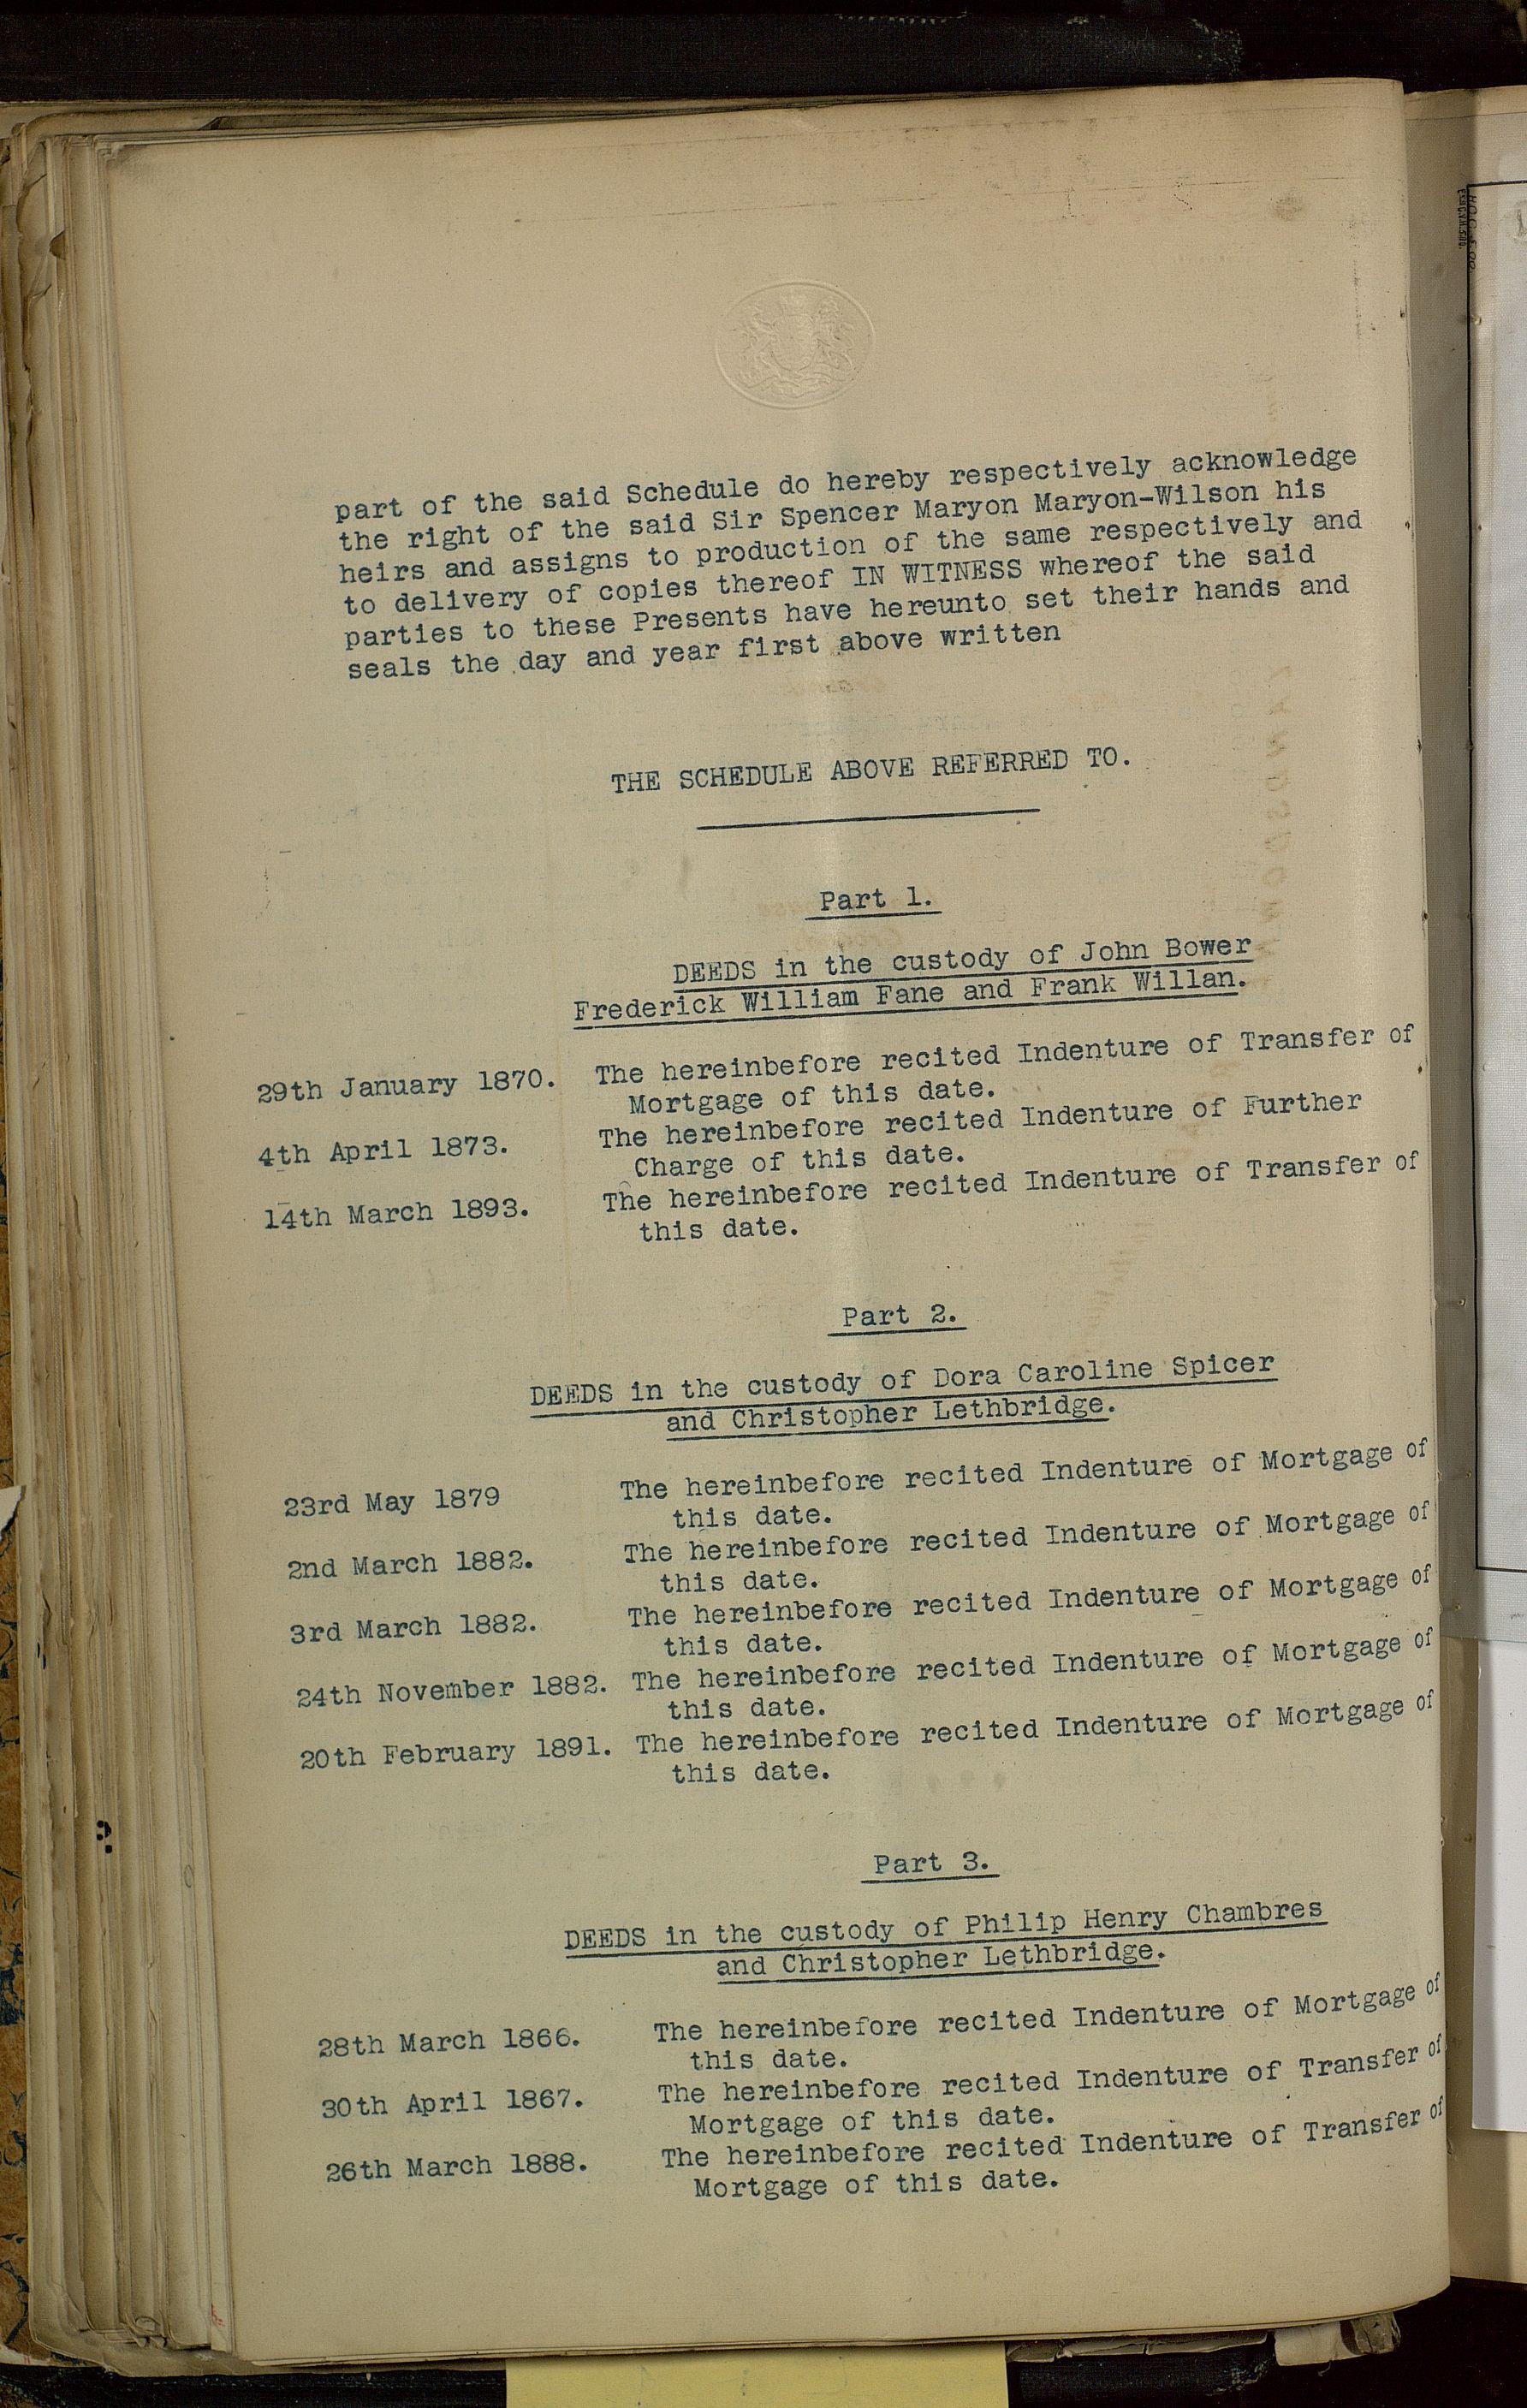 part of the said Schedule do hereby respectively acknowledge
the right of the said Sir Spencer Maryon Maryon-Wilson his
heirs and assigns to production of the same respectively and
to delivery of copies thereof IN WITNESS whereof the said
parties to these Presents have hereunto set their hands and
seals the day and year first above written
THE SCHEDULE ABOVE REFERRED TO.
Part 1.
DEEDS in the custody of John Bower
Frederick William Fane and Frank Willan.
29th January 1870. The hereinbefore recited Indenture of Transfer of
Mortgage of this date.
4th April 1873. The hereinbefore recited Indenture of Further
Charge of this date.
14th March 1893. The hereinbefore recited Indenture of Transfer of
this date.
Part 2.
DEEDS in the custody of Dora Caroline Spicer
and Christopher Lethbridge.
23rd May 1879 The hereinbefore recited Indenture of Mortgage of
this date.
2nd March 1882. The hereinbefore recited Indenture of Mortgage of
this date.
3rd March 1882. The hereinbefore recited Indenture of Mortgage of
this date.
24th November 1882. The hereinbefore recited Indenture of Mortgage of
this date.
20th February 1891. The hereinbefore recited Indenture of Mortgage of
this date.
Part 3.
DEEDS in the custody of Philip Henry Chambres
and Christopher Lethbridge.
28th March 1866. The hereinbefore recited Indenture of Mortgage of
this date.
30th April 1867. The hereinbefore recited Indenture of Transfer of
Mortgage of this date.
26th March 1888. The hereinbefore recited Indenture of Transfer of
Mortgage of this date.